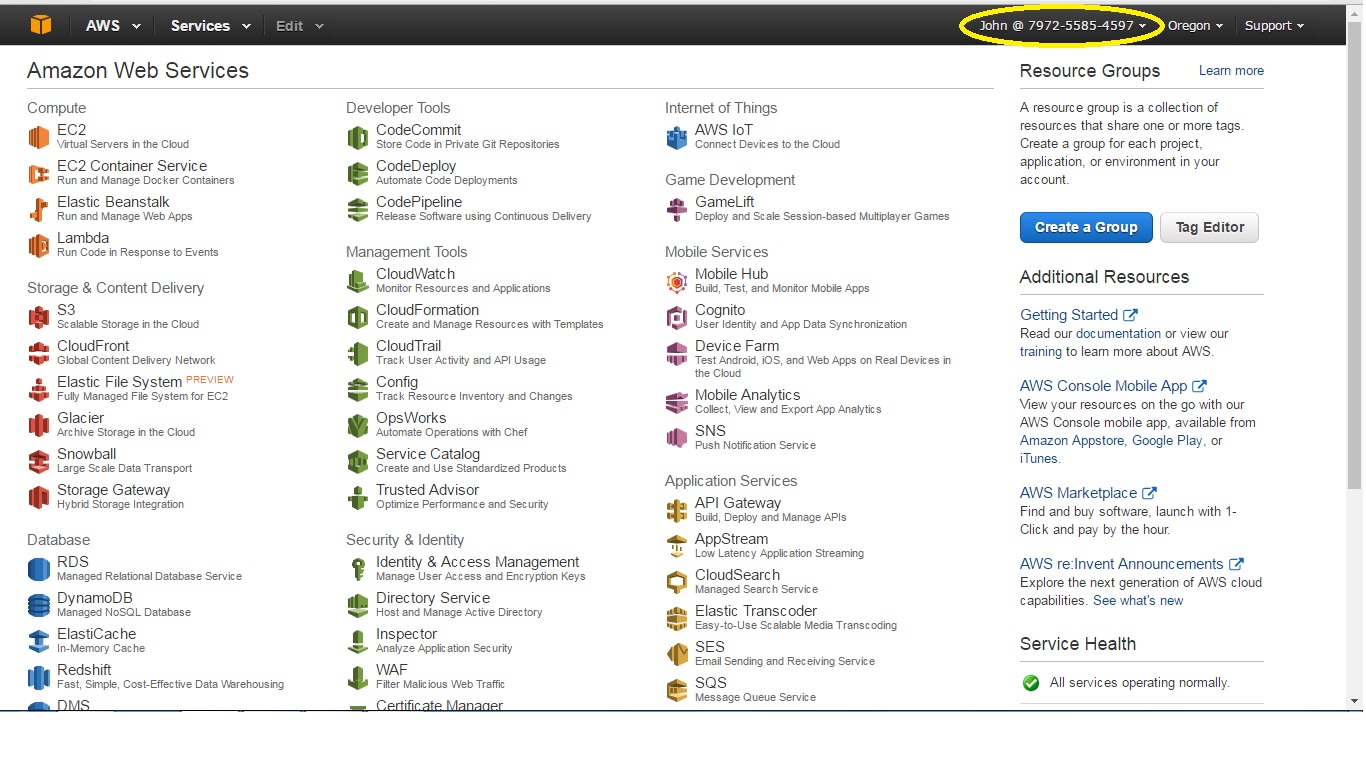 AWS Services Edit John @ 7972-5585-4597 Oregon Support
Amazon Web Services
Compute
EC2
Virtual Servers in the Cloud
EC2 Container Service
Run and Manage Docker Containers
Elastic Beanstalk
Run and Manage Web Apps
Lambda
Run Code in Response to Events
Storage & Content Delivery
S3
Scalable Storage in the Cloud
CloudFront
Global Content Delivery Network
Elastic File System PREVIEW
Fully Managed File System for EC2
Glacier
Archive Storage in the Cloud
Snowball
Large Scale Data Transport
Storage Gateway
Hybrid Storage Integration
Database
RDS
Managed Relational Database Service
DynamoDB
Managed NoSQL Database
ElastiCache
In-Memory Cache
Redshift
Fast, Simple, Cost-Effective Data Warehousing
DMS
Developer Tools
CodeCommit
Store Code in Private Git Repositories
CodeDeploy
Automate Code Deployments
CodePipeline
Release Software using Continuous Delivery
Management Tools
CloudWatch
Monitor Resources and Applications
CloudFormation
Create and Manage Resources with Templates
CloudTrail
Track User Activity and API Usage
Config
Track Resource Inventory and Changes
OpsWorks
Automate Operations with Chef
Service Catalog
Create and Use Standardized Products
Trusted Advisor
Optimize Performance and Security
Security & Identity
Identity & Access Management
Manage User Access and Encryption Keys
Directory Service
Host and Manage Active Directory
Inspector
Analyze Application Security
WAF
Filter Malicious Web Traffic
Certificate Manager
Internet of Things
AWS IoT
Connect Devices to the Cloud
Game Development
GameLift
Deploy and Scale Session-based Multiplayer Games
Mobile Services
Mobile Hub
Build, Test, and Monitor Mobile Apps
Cognito
User Identity and App Data Synchronization
Device Farm
Test Android, iOS, and Web Apps on Real Devices in
the Cloud
Mobile Analytics
Collect, View and Export App Analytics
SNS
Push Notification Service
Application Services
API Gateway
Build, Deploy and Manage APIs
AppStream
Low Latency Application Streaming
CloudSearch
Managed Search Service
Elastic Transcoder
Easy-to-Use Scalable Media Transcoding
SES
Email Sending and Receiving Service
SQS
Message Queue Service
Resource Groups Learn more
A resource group is a collection of
resources that share one or more tags.
Create a group for each project,
application, or environment in your
account.
Create a Group Tag Editor
Additional Resources
Getting Started
Read our documentation or view our
training to learn more about AWS.
AWS Console Mobile App
View your resources on the go with our
AWS Console mobile app, available from
Amazon Appstore, Google Play, or
iTunes.
AWS Marketplace
Find and buy software, launch with 1-
Click and pay by the hour.
AWS re:Invent Announcements
Explore the next generation of AWS cloud
capabilities. See what's new
Service Health
All services operating normally.